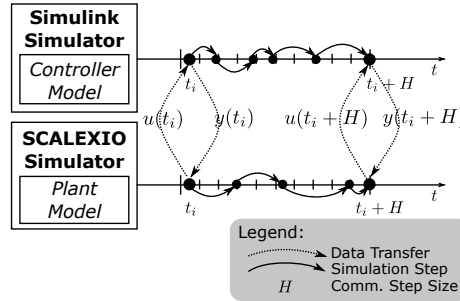 Simulink
Simulator
Controller
Model
t_i
t_i + H
t
u(t_i)
y(t_i)
u(t_i + H)
y(t_i + H)
SCALEXIO
Simulator
Plant
Model
t_i
t_i + H
t
Legend:
Data Transfer
Simulation Step
H Comm. Step Size